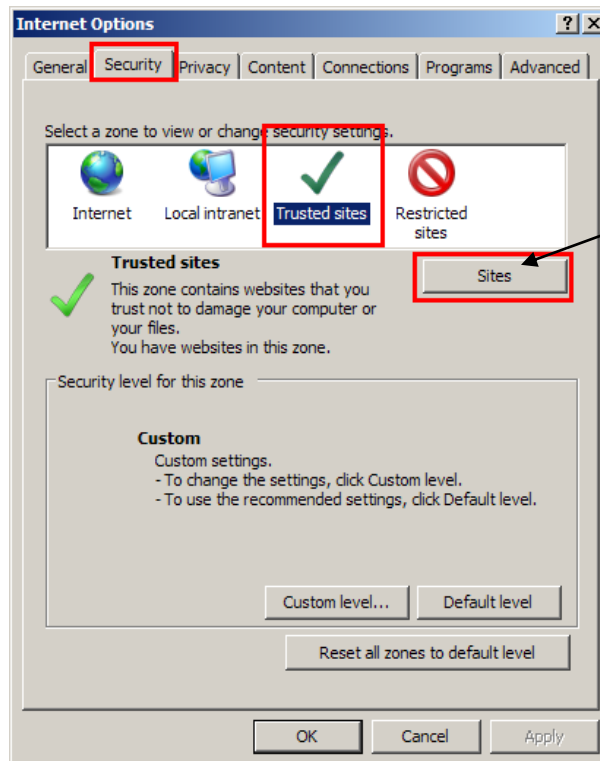 Internet Options
General Security Privacy Content Connections Programs Advanced
Select a zone to view or change security settings.
Internet Local intranet Trusted sites Restricted sites
Trusted sites
Sites
This zone contains websites that you
trust not to damage your computer or
your files.
You have websites in this zone.
Security level for this zone
Custom
Custom settings.
- To change the settings, click Custom level.
- To use the recommended settings, click Default level.
Custom level... Default level
Reset all zones to default level
OK Cancel Apply